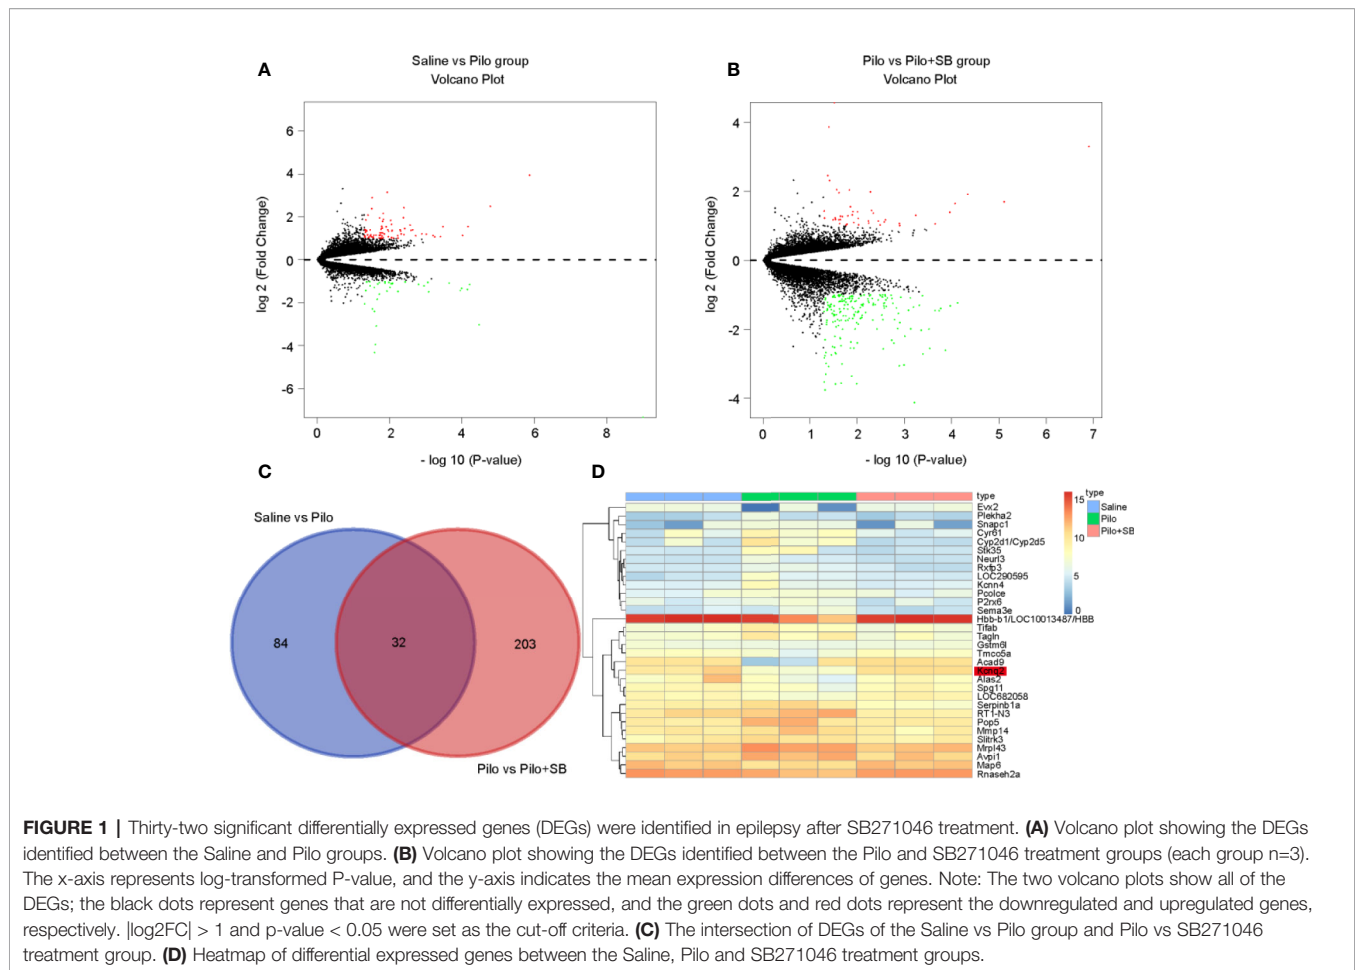 A
Saline vs Pilo group
Volcano Plot
log 2 (Fold Change)
6
4
2
0
-2
-4
-6
0
2
4
6
8
- log 10 (P-value)
B
Pilo vs Pilo+SB group
Volcano Plot
log 2 (Fold Change)
4
2
0
-2
-4
0
1
2
3
4
5
6
7
- log 10 (P-value)
C
Saline vs Pilo
84
32
203
Pilo vs Pilo+SB
D
type
Evx2
Plekha2
Snapc1
Cyr61
Cyp2d1/Cyp2d5
Stk35
Neurl3
Rxfp3
LOC290595
Kcnn4
Pcolce
P2rx6
Sema3e
Hbb-b1/LOC10013487/HBB
Tifab
Tagln
Gstm6l
Tmco5a
Acad9
Kcnq2
Alas2
Spg11
LOC682058
Serpinb1a
RT1-N3
Pop5
Mmp14
Slitrk3
Mrpl43
Avpi1
Map6
Rnaseh2a
15
10
5
0
type
Saline
Pilo
Pilo+SB
FIGURE 1 | Thirty-two significant differentially expressed genes (DEGs) were identified in epilepsy after SB271046 treatment. (A) Volcano plot showing the DEGs
identified between the Saline and Pilo groups. (B) Volcano plot showing the DEGs identified between the Pilo and SB271046 treatment groups (each group n=3).
The x-axis represents log-transformed P-value, and the y-axis indicates the mean expression differences of genes. Note: The two volcano plots show all of the
DEGs; the black dots represent genes that are not differentially expressed, and the green dots and red dots represent the downregulated and upregulated genes,
respectively. |log2FC| > 1 and p-value < 0.05 were set as the cut-off criteria. (C) The intersection of DEGs of the Saline vs Pilo group and Pilo vs SB271046
treatment group. (D) Heatmap of differential expressed genes between the Saline, Pilo and SB271046 treatment groups.